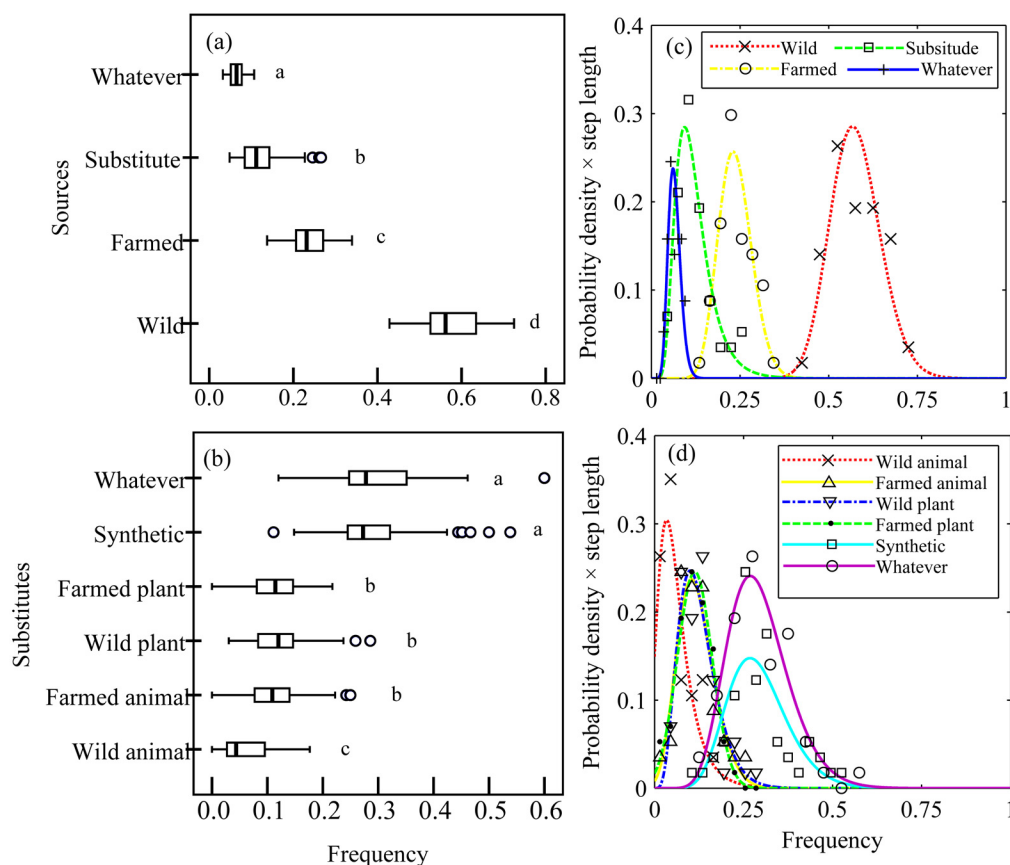 (a)
Sources
Whatever
a
Substitute
b
Farmed
c
Wild
d
0.0 0.2 0.4 0.6 0.8
(c)
Probability density × step length
Wild
Subsitude
Farmed
Whatever
0.4
0.3
0.2
0.1
0
0 0.25 0.5 0.75 1
(b)
Substitutes
Whatever
a
Synthetic
a
Farmed plant
b
Wild plant
b
Farmed animal
b
Wild animal
c
0.0 0.1 0.2 0.3 0.4 0.5 0.6
Frequency
(d)
Probability density × step length
Wild animal
Farmed animal
Wild plant
Farmed plant
Synthetic
Whatever
0.4
0.3
0.2
0.1
0
0 0.25 0.5 0.75 1
Frequency